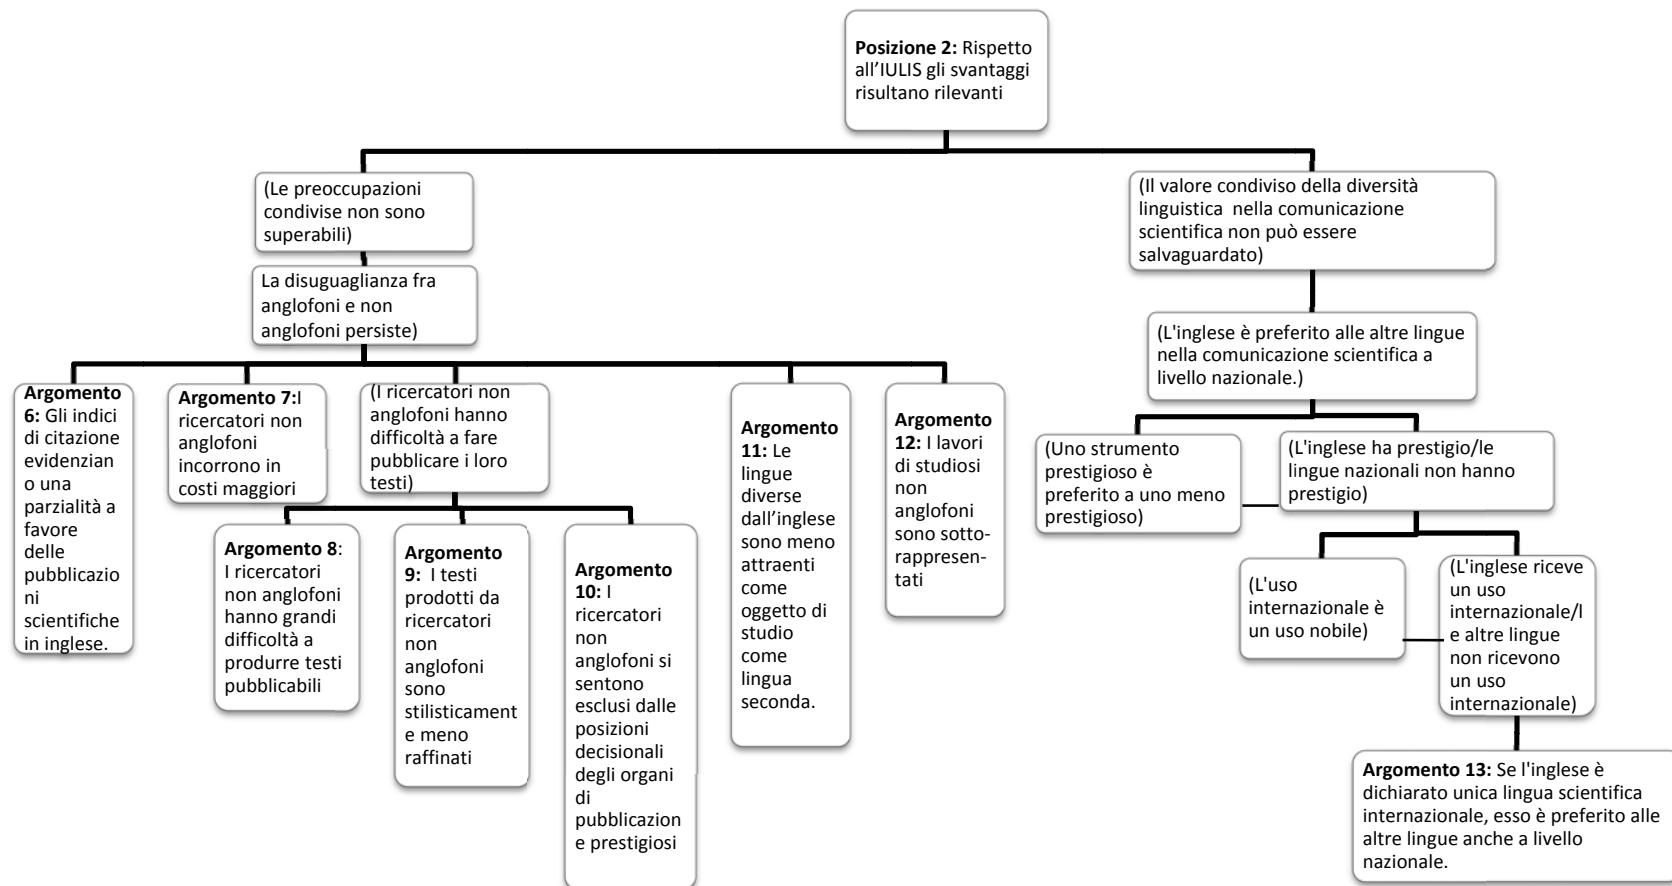 Posizione 2: Rispetto
all'IULIS gli svantaggi
risultano rilevanti
(Le preoccupazioni
condivise non sono
superabili)
(Il valore condiviso della diversità
linguistica nella comunicazione
scientifica non può essere
salvaguardato)
La disuguaglianza fra
anglofoni e non
anglofoni persiste)
(L'inglese è preferito alle altre lingue
nella comunicazione scientifica a
livello nazionale.)
Argomento
6: Gli indici
di citazione
evidenzian
o una
parzialità a
favore
delle
pubblicazio
ni
scientifiche
in inglese.
Argomento 7:I
ricercatori non
anglofoni
incorrono in
costi maggiori
(I ricercatori non
anglofoni hanno
difficoltà a fare
pubblicare i loro
testi)
Argomento 8:
I ricercatori
non anglofoni
hanno grandi
difficoltà a
produrre testi
pubblicabili
Argomento
9: I testi
prodotti da
ricercatori
non
anglofoni
sono
stilisticament
e meno
raffinati
Argomento
10: I
ricercatori
non
anglofoni si
sentono
esclusi dalle
posizioni
decisionali
degli organi
di
pubblicazion
e prestigiosi
Argomento
11: Le
lingue
diverse
dall'inglese
sono meno
attraenti
come
oggetto di
studio
come
lingua
seconda.
Argomento
12: I lavori
di studiosi
non
anglofoni
sono sotto-
rappresen-
tati
(Uno strumento
prestigioso è
preferito a uno meno
prestigioso)
(L'inglese ha prestigio/le
lingue nazionali non hanno
prestigio)
(L'uso
internazionale è
un uso nobile)
(L'inglese riceve
un uso
internazionale/l
e altre lingue
non ricevono
un uso
internazionale)
Argomento 13: Se l'inglese è
dichiarato unica lingua scientifica
internazionale, esso è preferito alle
altre lingue anche a livello
nazionale.